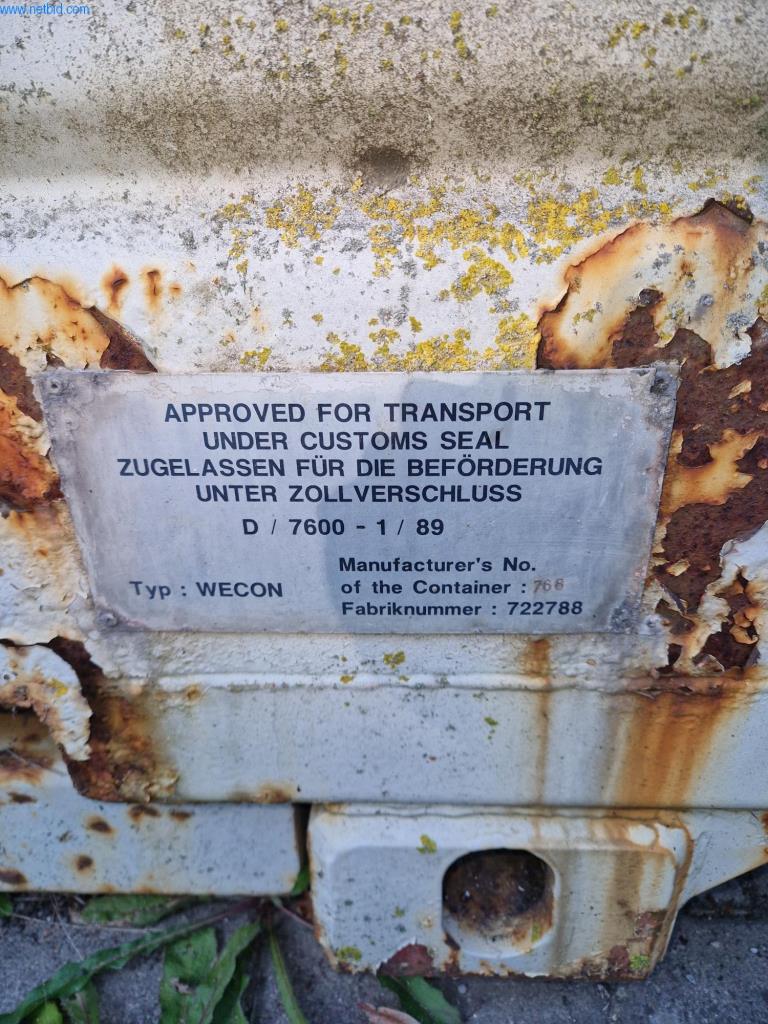 www.netbid.com
APPROVED FOR TRANSPORT
UNDER CUSTOMS SEAL
ZUGELASSEN FÜR DIE BEFÖRDERUNG
UNTER ZOLLVERSCHLUSS
D / 7600 - 1 / 89
Manufacturer's No.
Typ : WECON of the Container :
Fabriknummer : 722788